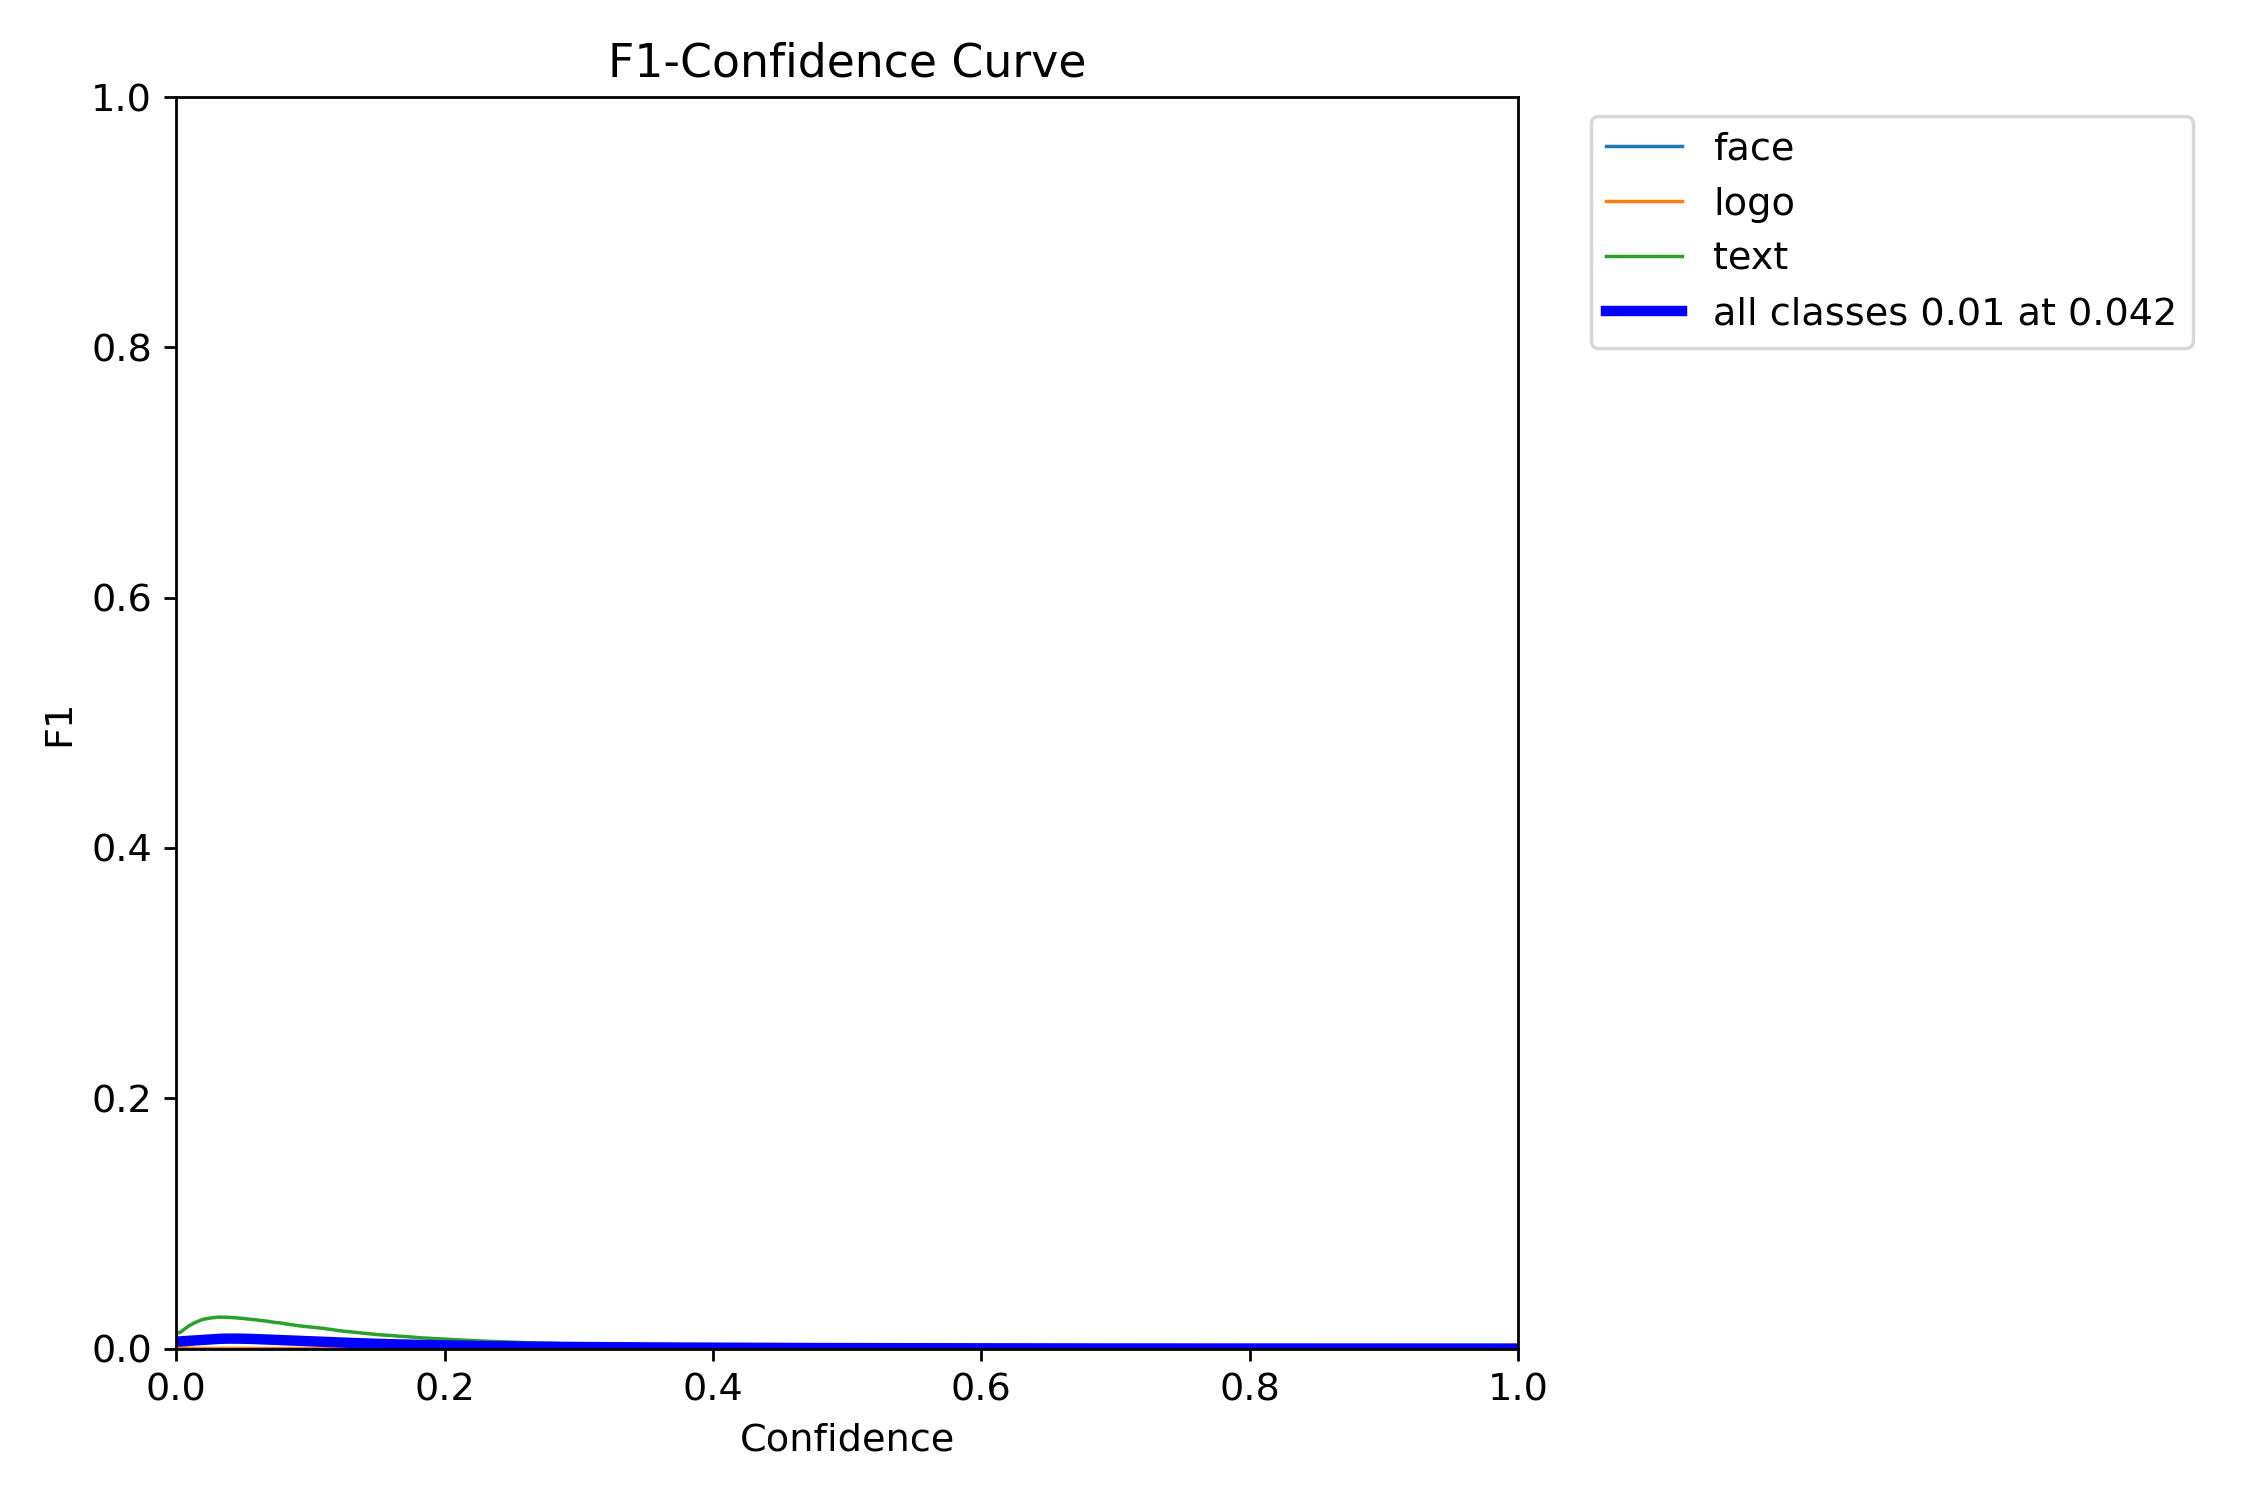 F1-Confidence Curve
1.0
0.8
0.6
0.4
0.2
0.0
F1
0.0 0.2 0.4 0.6 0.8 1.0
Confidence
face
logo
text
all classes 0.01 at 0.042